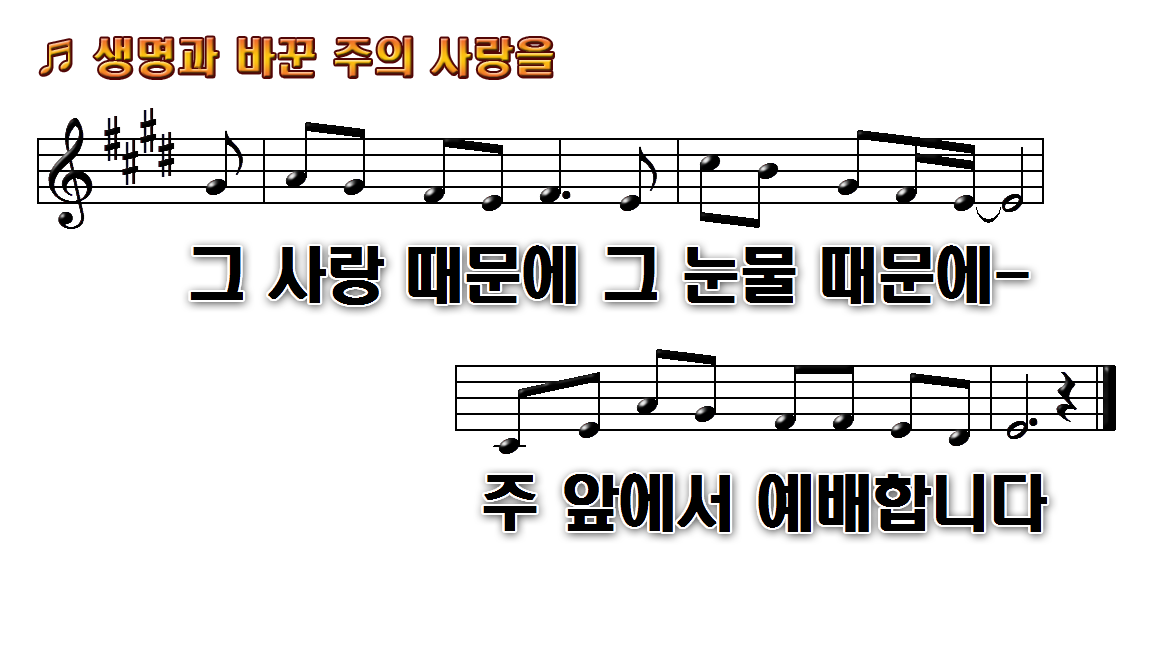 ♬ 생명과 바꾼 주의 사랑을
그 사랑 때문에 그 눈물 때문에-
주 앞에서 예배합니다